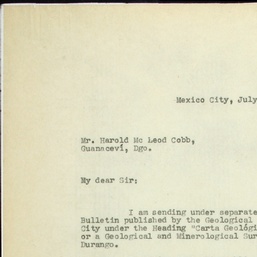 Mexico City, July
Mr. Harold Mc Leod Cobb,
Guanaceví, Dgo.
My dear Sir:
I am sending under separate
Bulletin published by the Geological
City under the Heading "Carta Geológi
or a Geological and Minerological Sur
Durango.